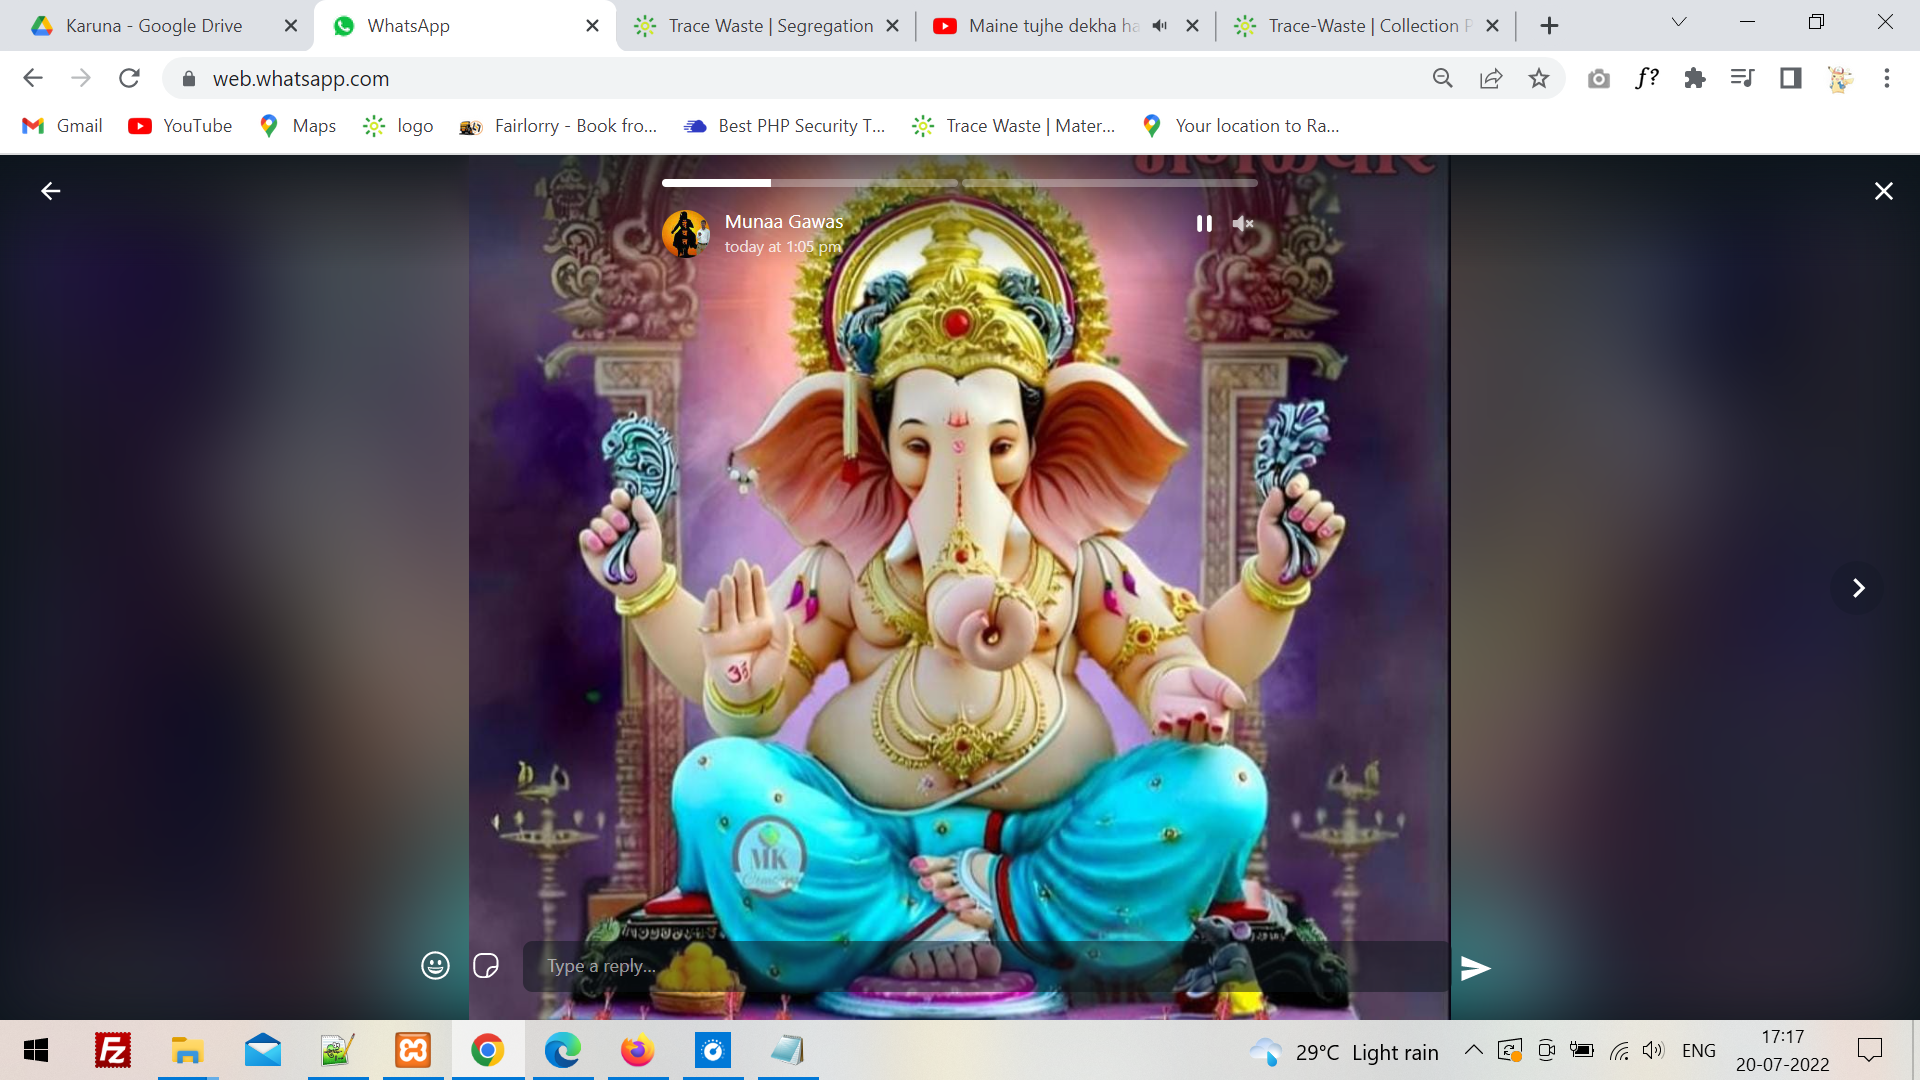 Karuna - Google Drive
WhatsApp
Trace Waste | Segregation
Maine tujhe dekha ha
Trace-Waste | Collection P
web.whatsapp.com
f?
Gmail
YouTube
Maps
logo
Fairlorry - Book fro...
Best PHP Security T...
Trace Waste | Mater...
Your location to Ra...
Munaa Gawas
today at 1:05 pm
ॐ
MK
Type a reply...
MK
Fz
29°C Light rain
ENG
17:17
20-07-2022